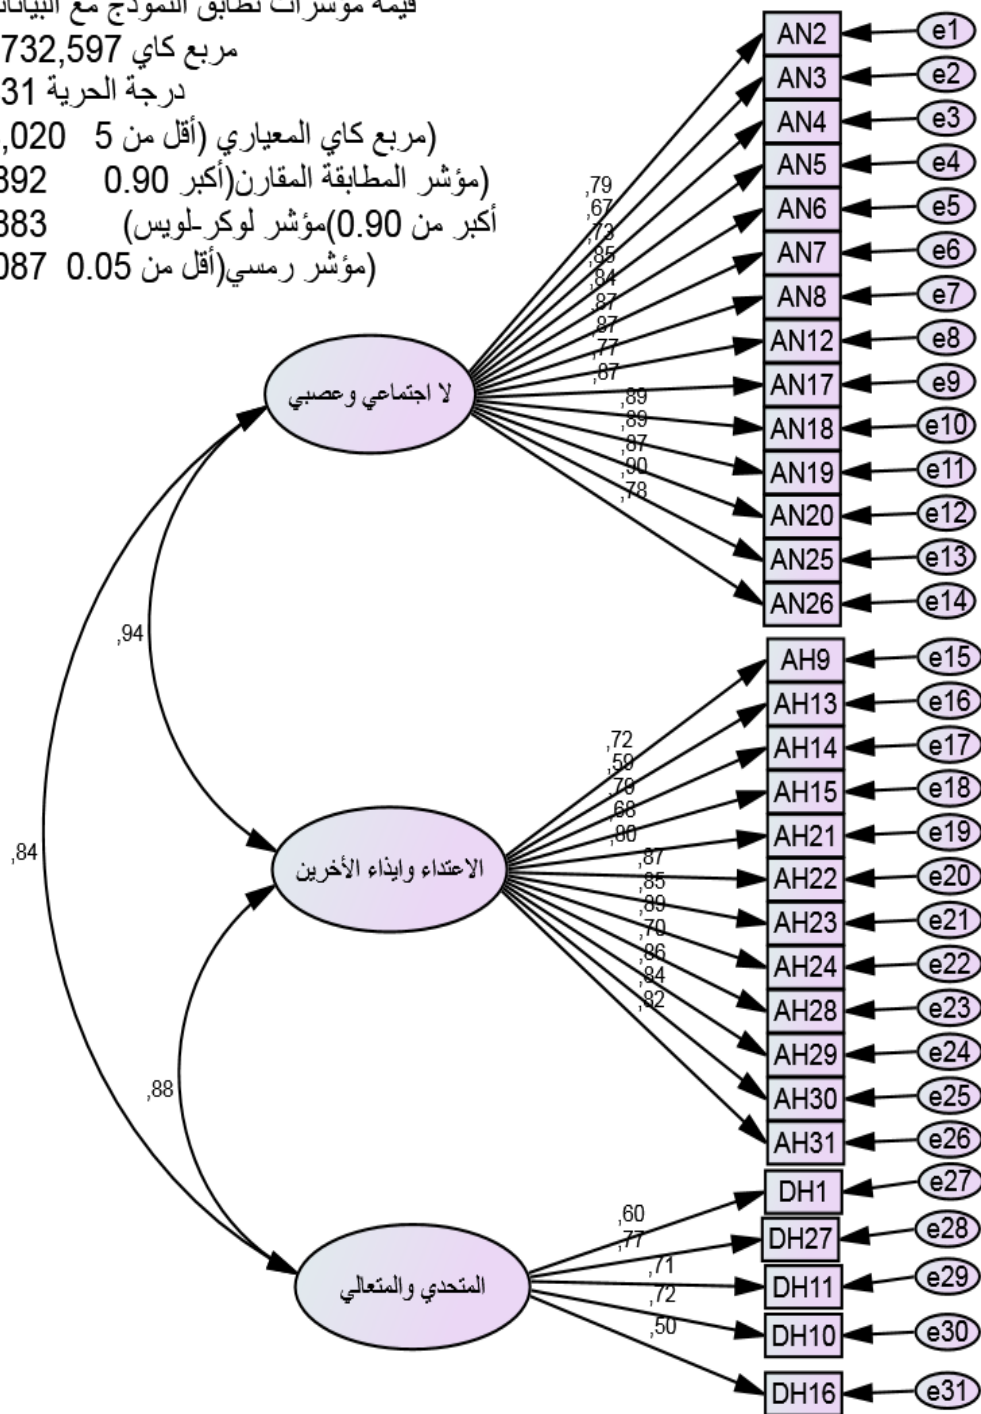 قيمة مؤشرات تطابق النموذج مع البيانات
مربع كاي 732,597
درجة الحرية 31
(مربع كاي المعياري (أقل من 5 ,020
(مؤشر المطابقة المقارن(أكبر 0.90 892
أكبر من 0.90)مؤشر لوكر-لويس) 883
(مؤشر رمسي(أقل من 0.05 087
AN2 e1
AN3 e2
AN4 e3
AN5 e4
AN6 e5
AN7 e6
AN8 e7
AN12 e8
AN17 e9
AN18 e10
AN19 e11
AN20 e12
AN25 e13
AN26 e14
,79
,67
,73
,85
,84
,87
,87
,77
,87
,89
,89
,87
,90
,78
لا اجتماعي وعصبي
,94
,84
,88
AH9 e15
AH13 e16
AH14 e17
AH15 e18
AH21 e19
AH22 e20
AH23 e21
AH24 e22
AH28 e23
AH29 e24
AH30 e25
AH31 e26
,72
,59
,79
,68
,80
,87
,85
,89
,70
,86
,84
,82
الاعتداء وايذاء الأخرين
DH1 e27
DH27 e28
DH11 e29
DH10 e30
DH16 e31
,60
,77
,71
,72
,50
المتحدي والمتعالي